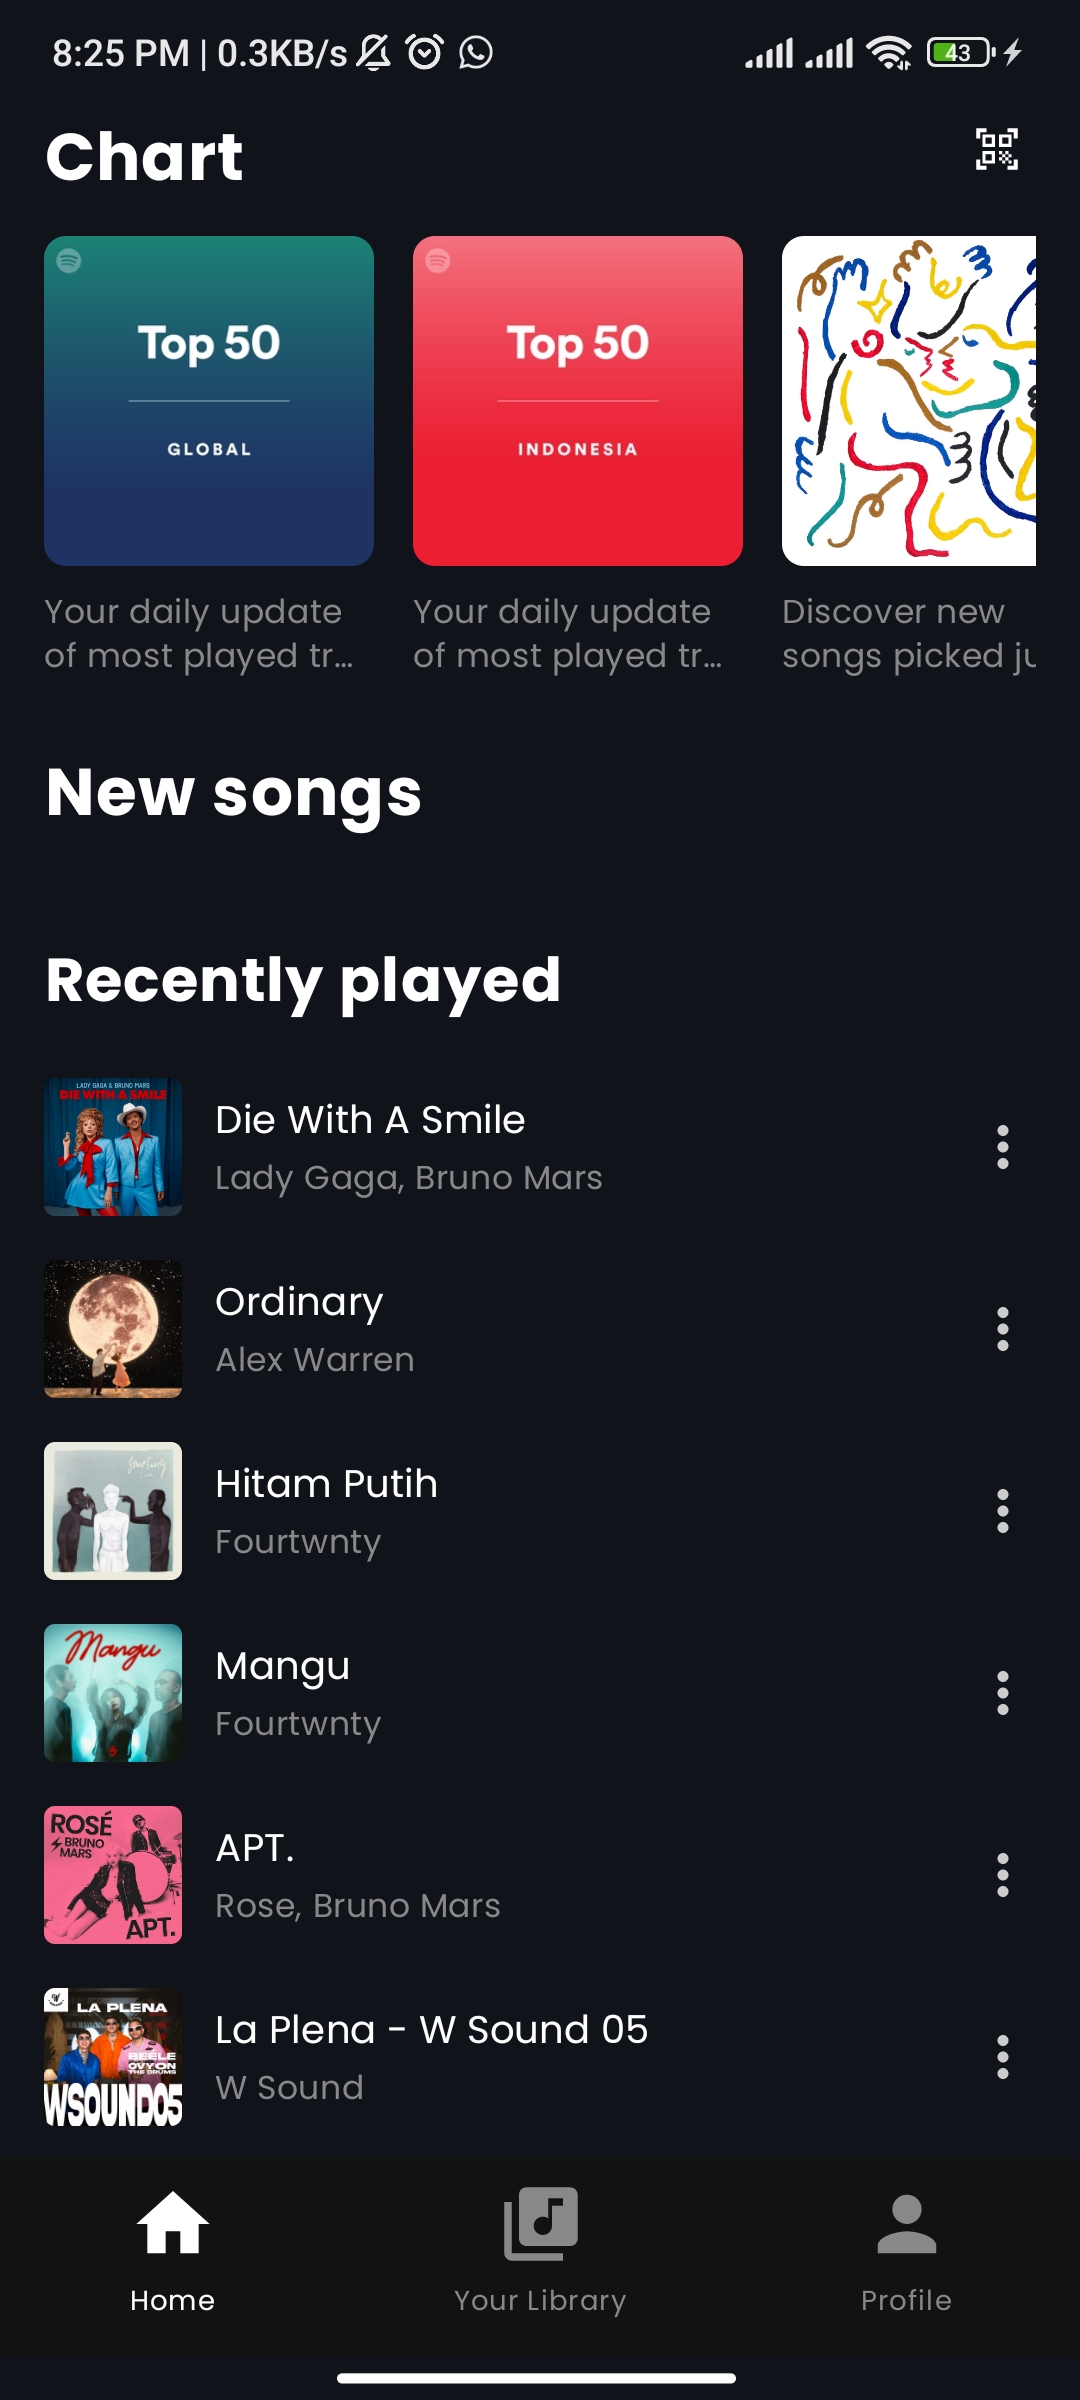 8:25 PM | 0.3KB/s
43
Chart
Top 50
GLOBAL
Top 50
INDONESIA
Your daily update
of most played tr...
Your daily update
of most played tr...
Discover new
songs picked ju
New songs
Recently played
LADY GAGA & BRUNO MARS
DIE WITH A SMILE
Die With A Smile
Lady Gaga, Bruno Mars
Ordinary
Alex Warren
Hitam Putih
Fourtwnty
Mangu
Mangu
Fourtwnty
ROSÉ
BRUNO
MARS
APT.
APT.
Rose, Bruno Mars
LA PLENA
BEELE
OVY ON
THE DRUMS
WSOUND05
La Plena - W Sound 05
W Sound
Home
Your Library
Profile